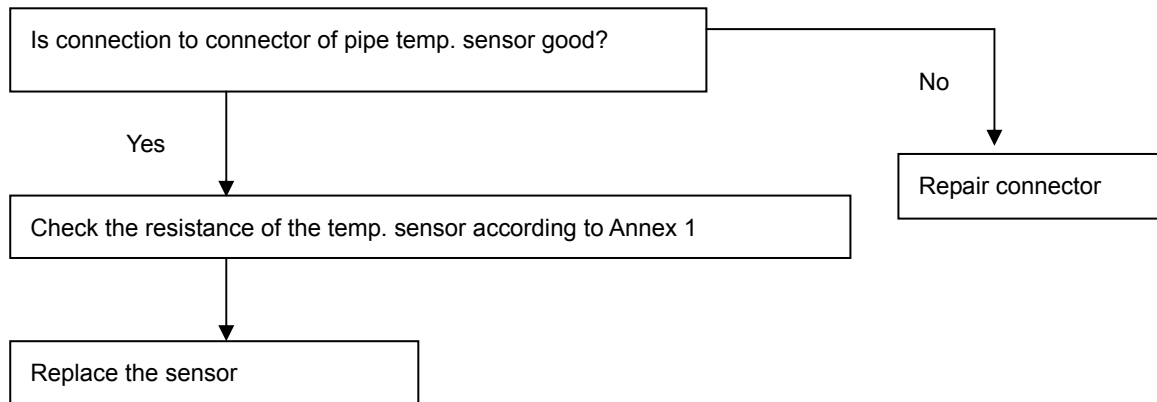 Is connection to connector of pipe temp. sensor good?
No
Yes
Repair connector
Check the resistance of the temp. sensor according to Annex 1
Replace the sensor